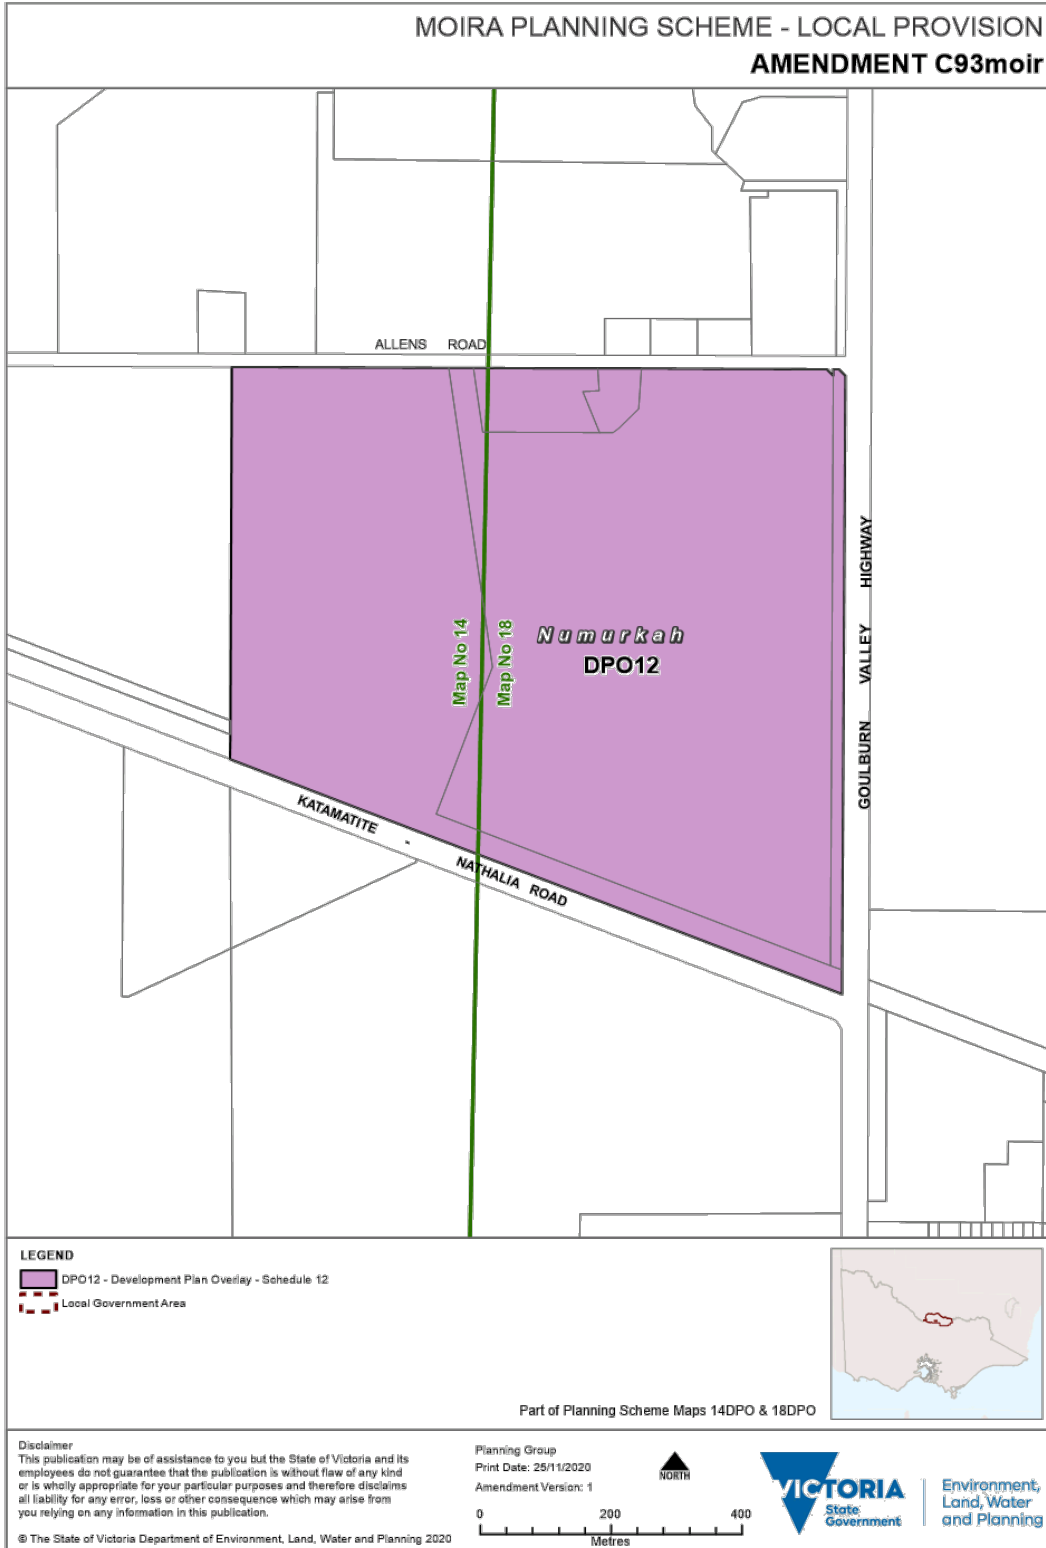 MOIRA PLANNING SCHEME - LOCAL PROVISION
AMENDMENT C93moir
ALLENS ROAD
Map No 14
Map No 18
Numurkah
DPO12
GOULBURN VALLEY HIGHWAY
KATAMATITE - NATHALIA ROAD
LEGEND
DPO12 - Development Plan Overlay - Schedule 12
Local Government Area
Part of Planning Scheme Maps 14DPO & 18DPO
Disclaimer
This publication may be of assistance to you but the State of Victoria and its
employees do not guarantee that the publication is without flaw of any kind
or is wholly appropriate for your particular purposes and therefore disclaims
all liability for any error, loss or other consequence which may arise from
you relying on any information in this publication.
© The State of Victoria Department of Environment, Land, Water and Planning 2020
Planning Group
Print Date: 25/11/2020
Amendment Version: 1
NORTH
0 200 400
Metres
VICTORIA
State
Government
Environment,
Land, Water
and Planning